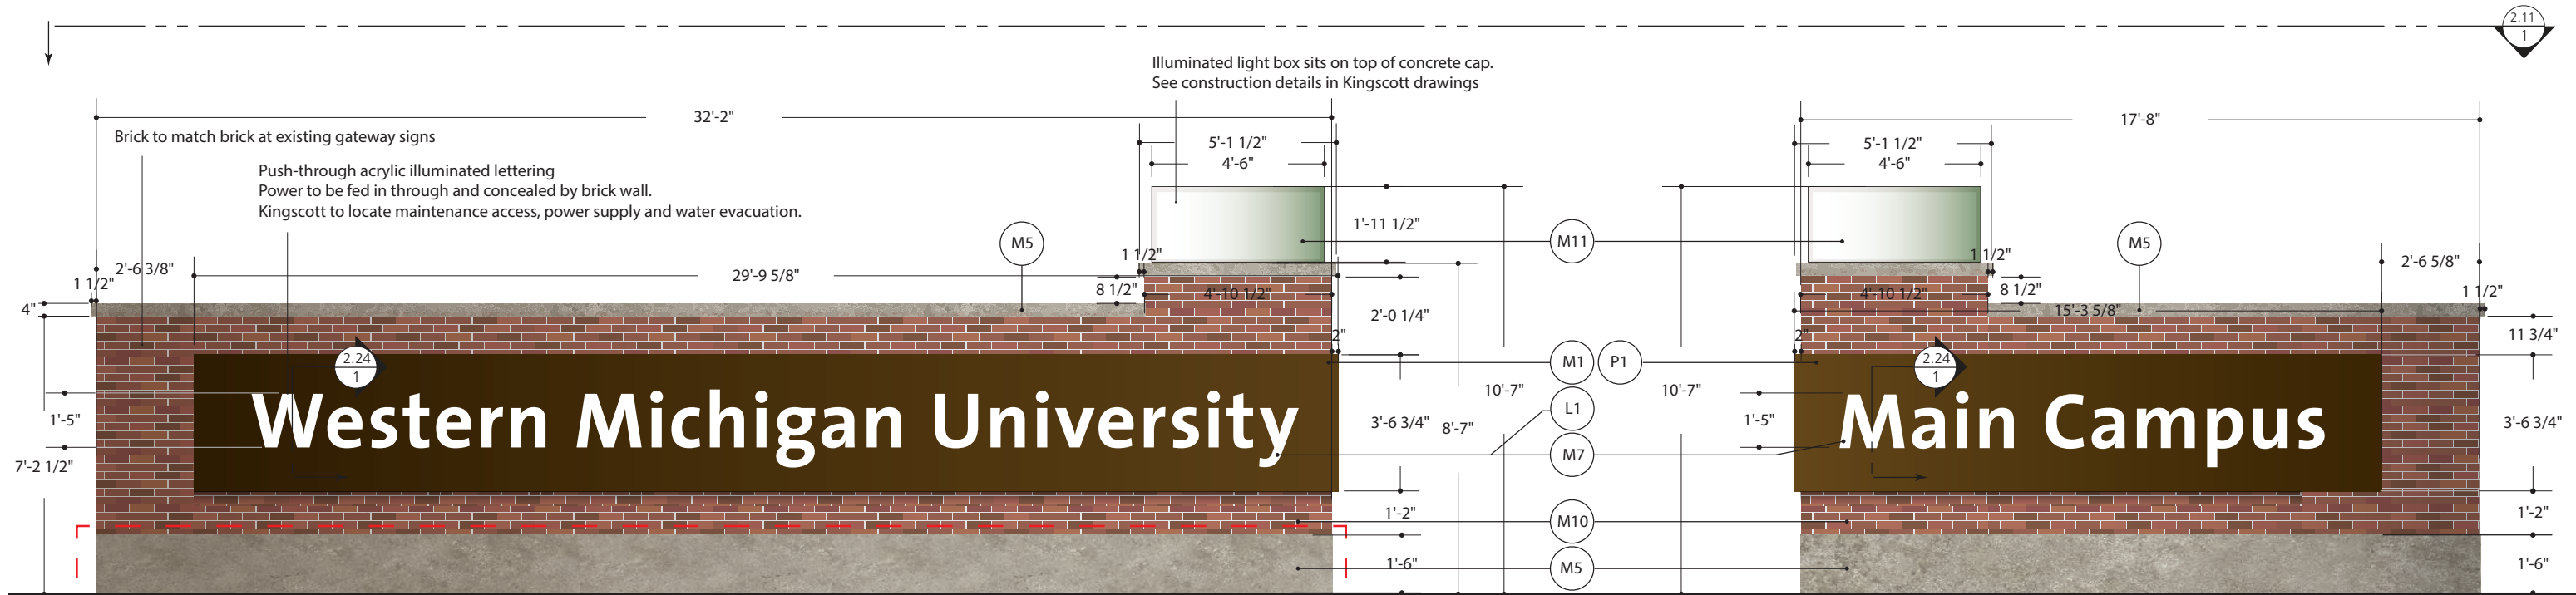 2.11
1
Illuminated light box sits on top of concrete cap.
See construction details in Kingscott drawings
32'-2"
17'-8"
Brick to match brick at existing gateway signs
5'-1 1/2"
4'-6"
5'-1 1/2"
4'-6"
Push-through acrylic illuminated lettering
Power to be fed in through and concealed by brick wall.
Kingscott to locate maintenance access, power supply and water evacuation.
1'-11 1/2"
M5
M11
M5
1 1/2"
1 1/2"
2'-6 3/8"
29'-9 5/8"
2'-6 5/8"
1 1/2"
8 1/2"
4'-10 1/2"
4'-10 1/2"
8 1/2"
1 1/2"
4"
2'-0 1/4"
15'-3 5/8"
2"
2"
11 3/4"
2.24
1
M1
P1
2.24
1
10'-7"
10'-7"
L1
1'-5"
Western Michigan University
3'-6 3/4"
8'-7"
1'-5"
Main Campus
3'-6 3/4"
7'-2 1/2"
M7
1'-2"
M10
1'-2"
1'-6"
M5
1'-6"